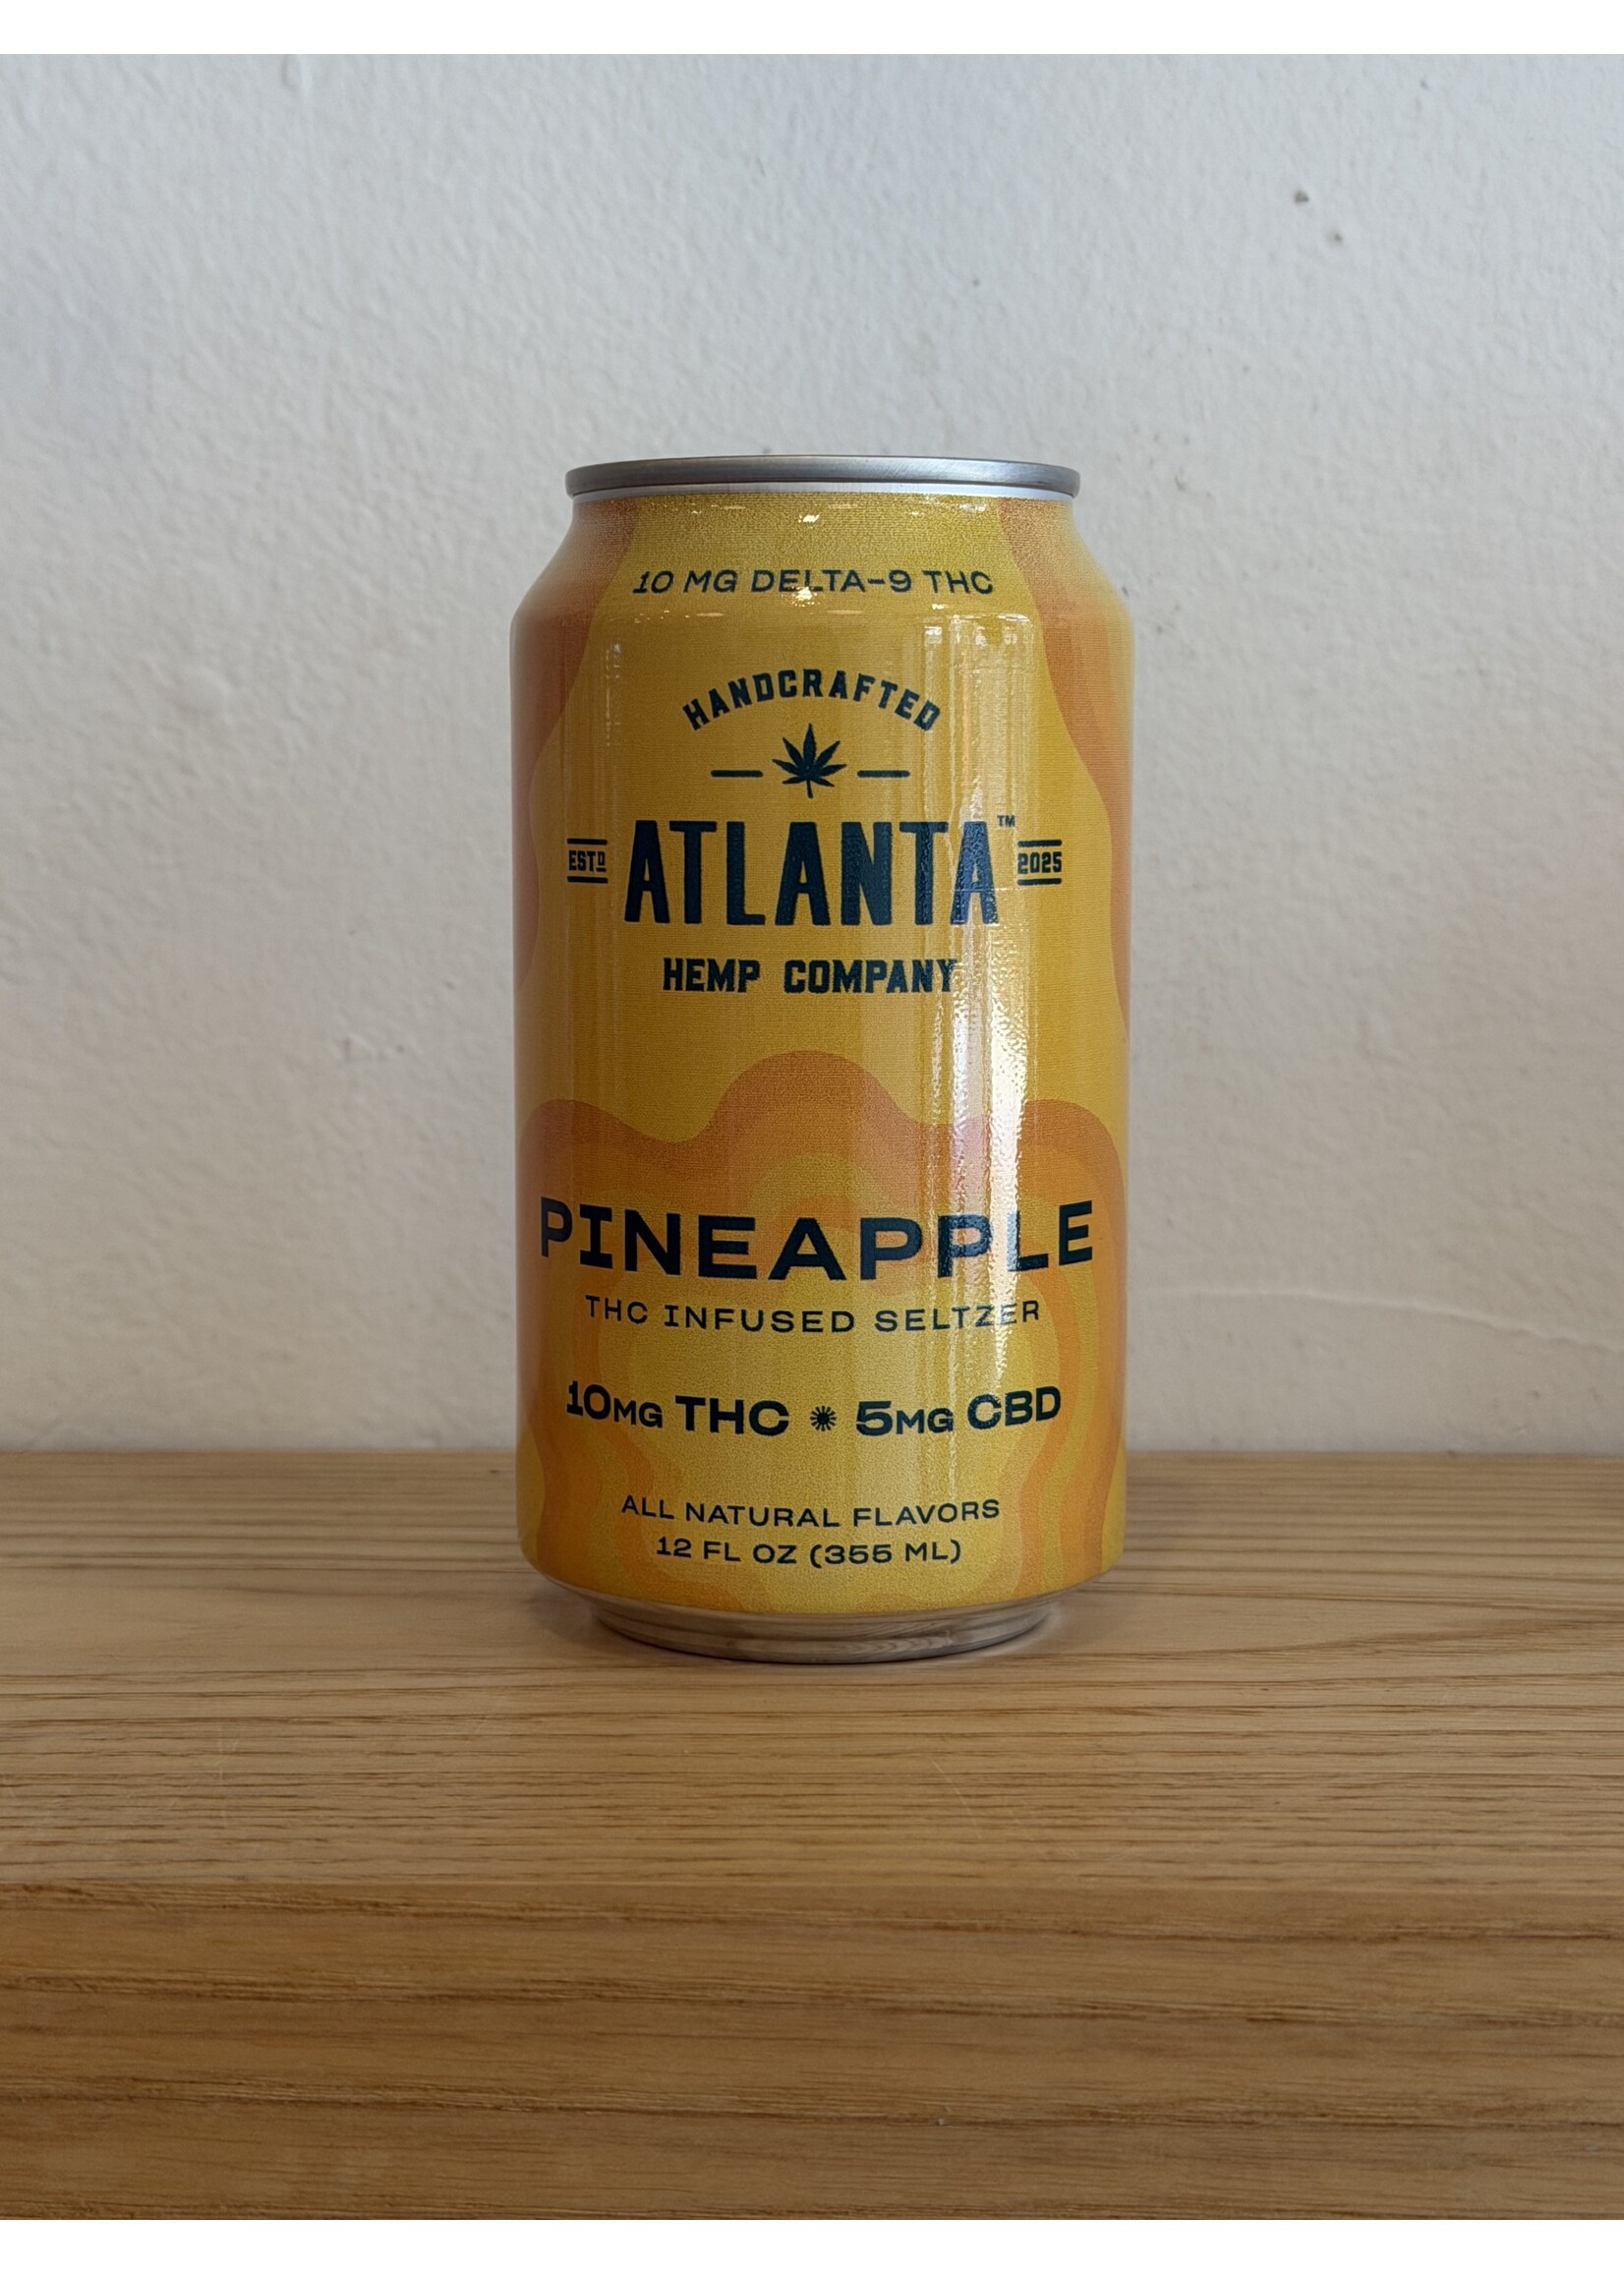 10 MG DELTA-9 THC
HANDCRAFTED
ESTD ATLANTA™ 2025
HEMP COMPANY
PINEAPPLE
THC INFUSED SELTZER
10MG THC ✺ 5MG CBD
ALL NATURAL FLAVORS
12 FL OZ (355 ML)